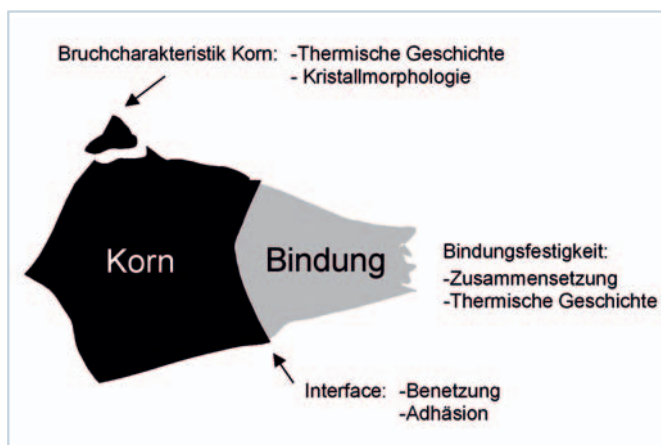 Bruchcharakteristik Korn: -Thermische Geschichte
- Kristallmorphologie
Korn
Bindung
Bindungsfestigkeit:
-Zusammensetzung
-Thermische Geschichte
Interface: -Benetzung
-Adhäsion